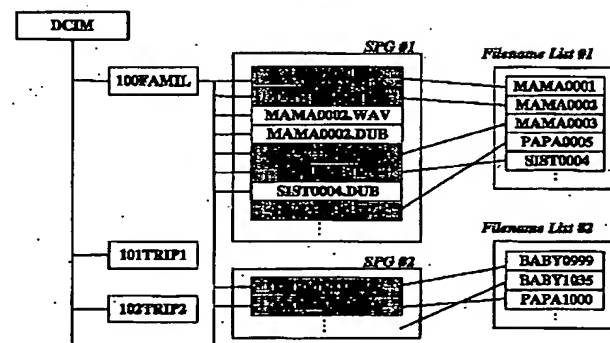 DCIM
100FAMIL
SPG #1
MAMA0002.WAV
MAMA0002.DUB
SIST0004.DUB
Filename List #1
MAMA0001
MAMA0002
MAMA0003
PAPA0005
SIST0004
101TRIP1
102TRIP2
SPG #2
Filename List #2
BABY0999
BABY1035
PAPA1000